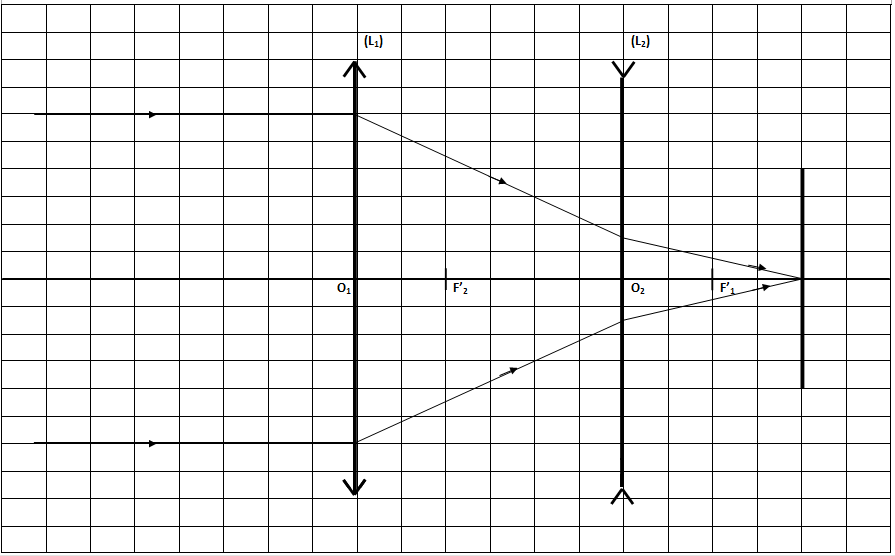 (L₁) (L₂)
O₁ F'₂ O₂ F'₁